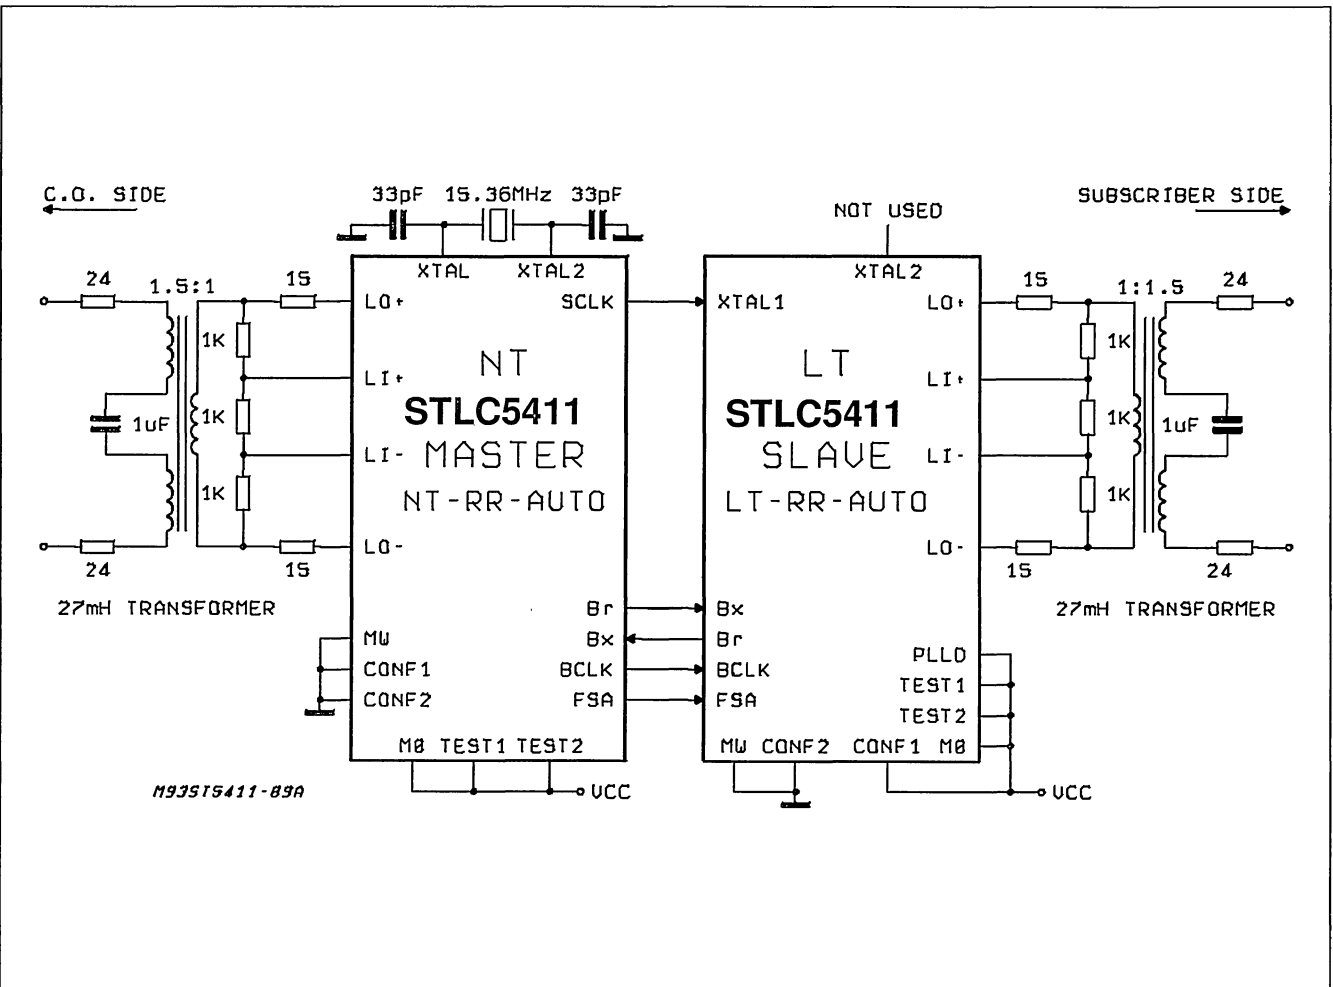 C.O. SIDE
33pF 15.36MHz 33pF
NOT USED
SUBSCRIBER SIDE
XTAL XTAL2
XTAL2
24 1.5:1 15
LO+ SCLK
XTAL1 LO+
15 1:1.5 24
1K
NT
LT
1K
LI+
LI+
STLC5411
STLC5411
1uF 1K
1K 1uF
LI- MASTER
SLAVE LI-
1K
NT-RR-AUTO
LT-RR-AUTO
1K
LO-
LO-
24 15
15 24
27mH TRANSFORMER
27mH TRANSFORMER
Br
Bx
MW Bx
Br
PLLD
CONF1 BCLK
BCLK
TEST1
CONF2 FSA
FSA
TEST2
M0 TEST1 TEST2
MW CONF2 CONF1 M0
M93ST5411-89A
VCC
VCC